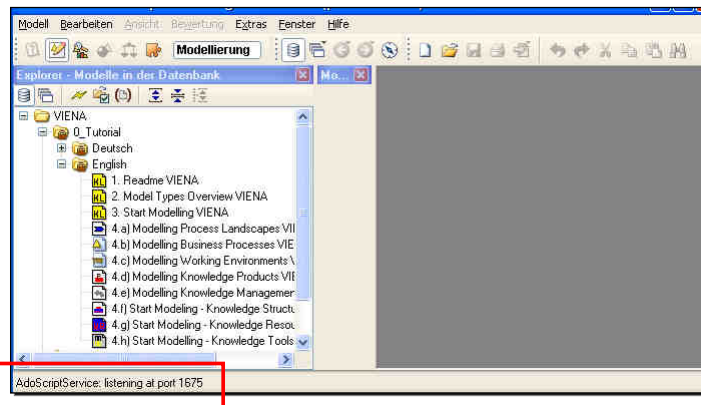 Modell Bearbeiten Ansicht Bewertung Extras Fenster Hilfe
Modellierung
Explorer - Modelle in der Datenbank
Mo...
VIENA
0_Tutorial
Deutsch
English
1. Readme VIENA
2. Model Types Overview VIENA
3. Start Modelling VIENA
4.a) Modelling Process Landscapes VI
4.b) Modelling Business Processes VIE
4.c) Modelling Working Environments
4.d) Modelling Knowledge Products VIE
4.e) Modelling Knowledge Managemen
4.f) Start Modeling - Knowledge Structu
4.g) Start Modeling - Knowledge Resou
4.h) Start Modelling - Knowledge Tools
AdoScriptService: listening at port 1675